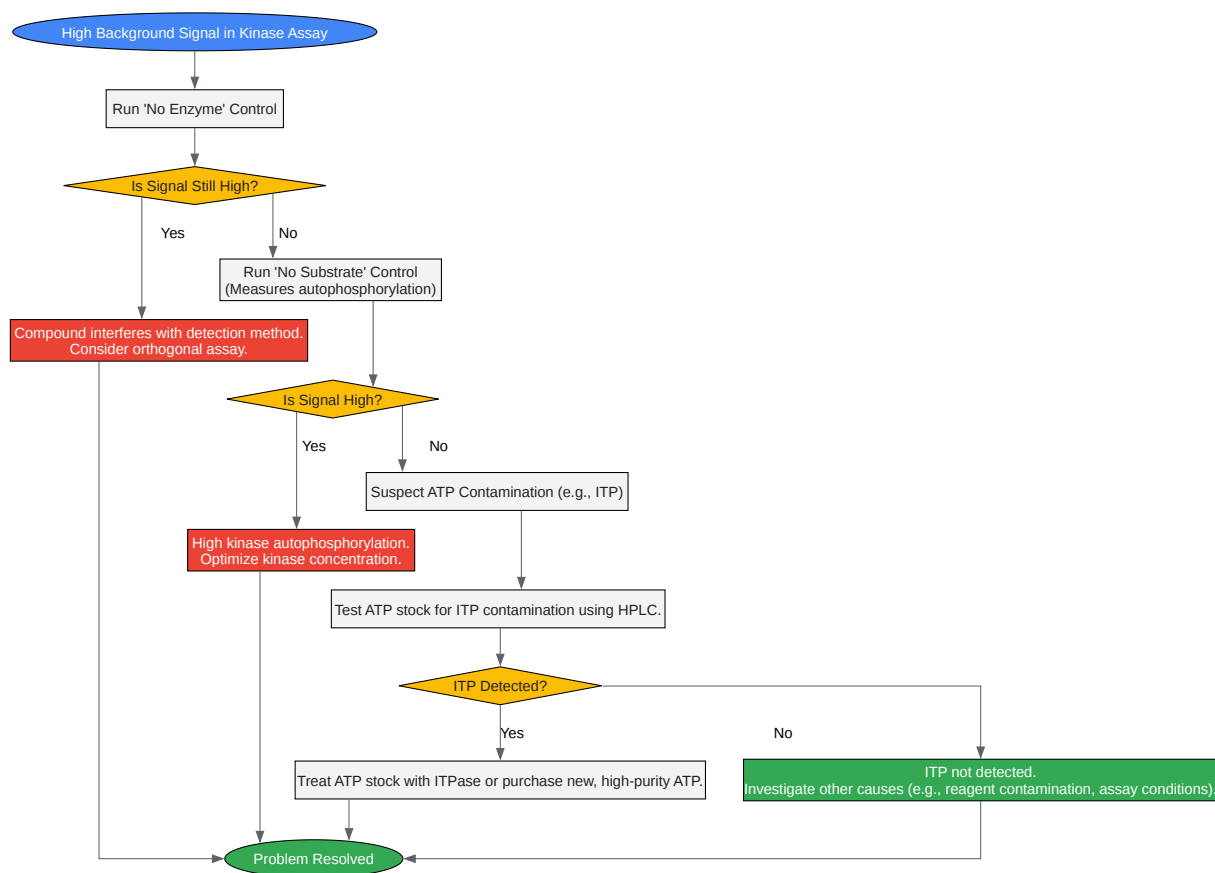 High Background Signal in Kinase Assay
Run 'No Enzyme' Control
Is Signal Still High?
Yes
No
Run 'No Substrate' Control
(Measures autophosphorylation)
Compound interferes with detection method.
Consider orthogonal assay.
Is Signal High?
Yes
No
Suspect ATP Contamination (e.g., ITP)
High kinase autophosphorylation.
Optimize kinase concentration.
Test ATP stock for ITP contamination using HPLC.
ITP Detected?
Yes
No
Treat ATP stock with ITPase or purchase new, high-purity ATP.
ITP not detected.
Investigate other causes (e.g., reagent contamination, assay conditions).
Problem Resolved